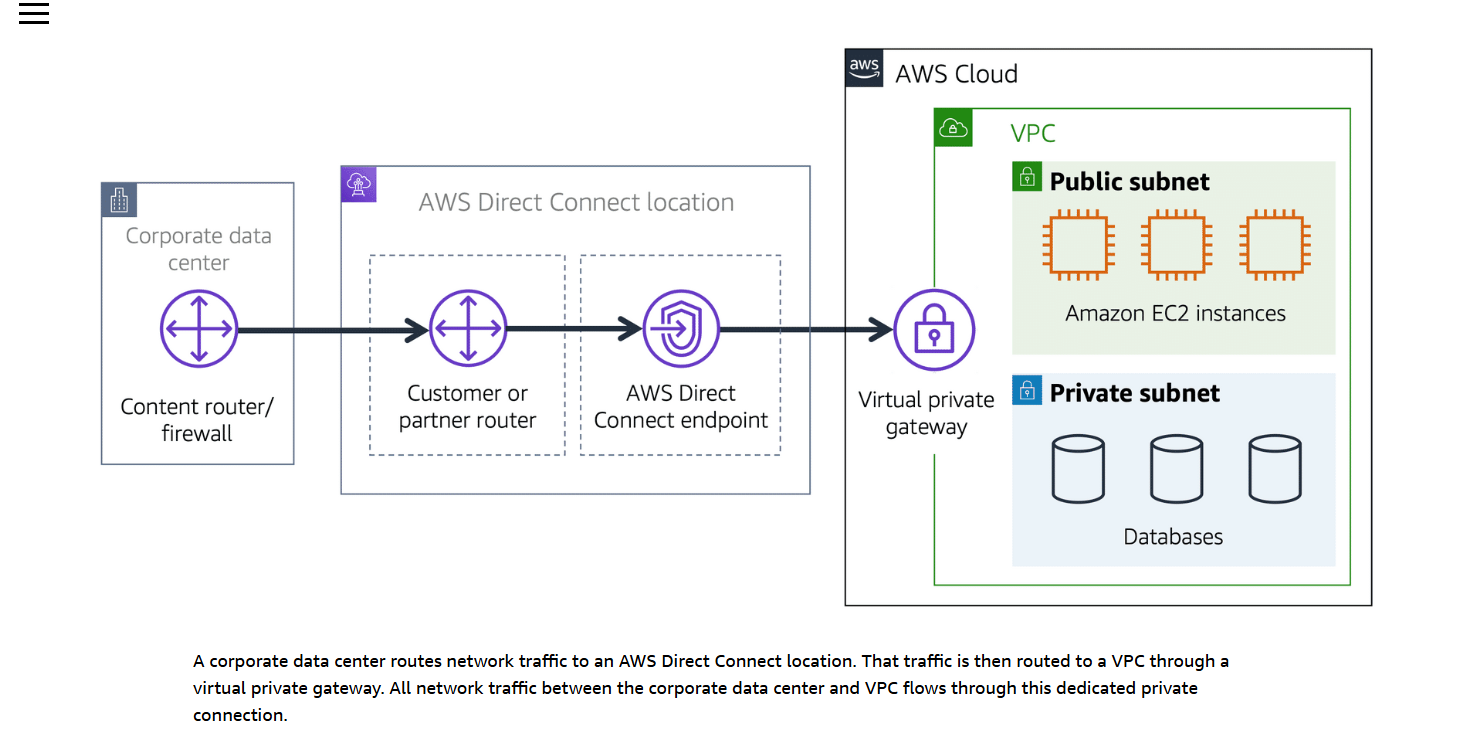 aws
AWS Cloud
VPC
Public subnet
Amazon EC2 instances
Private subnet
Databases
Virtual private
gateway
AWS Direct Connect location
Customer or
partner router
AWS Direct
Connect endpoint
Corporate data
center
Content router/
firewall
A corporate data center routes network traffic to an AWS Direct Connect location. That traffic is then routed to a VPC through a
virtual private gateway. All network traffic between the corporate data center and VPC flows through this dedicated private
connection.